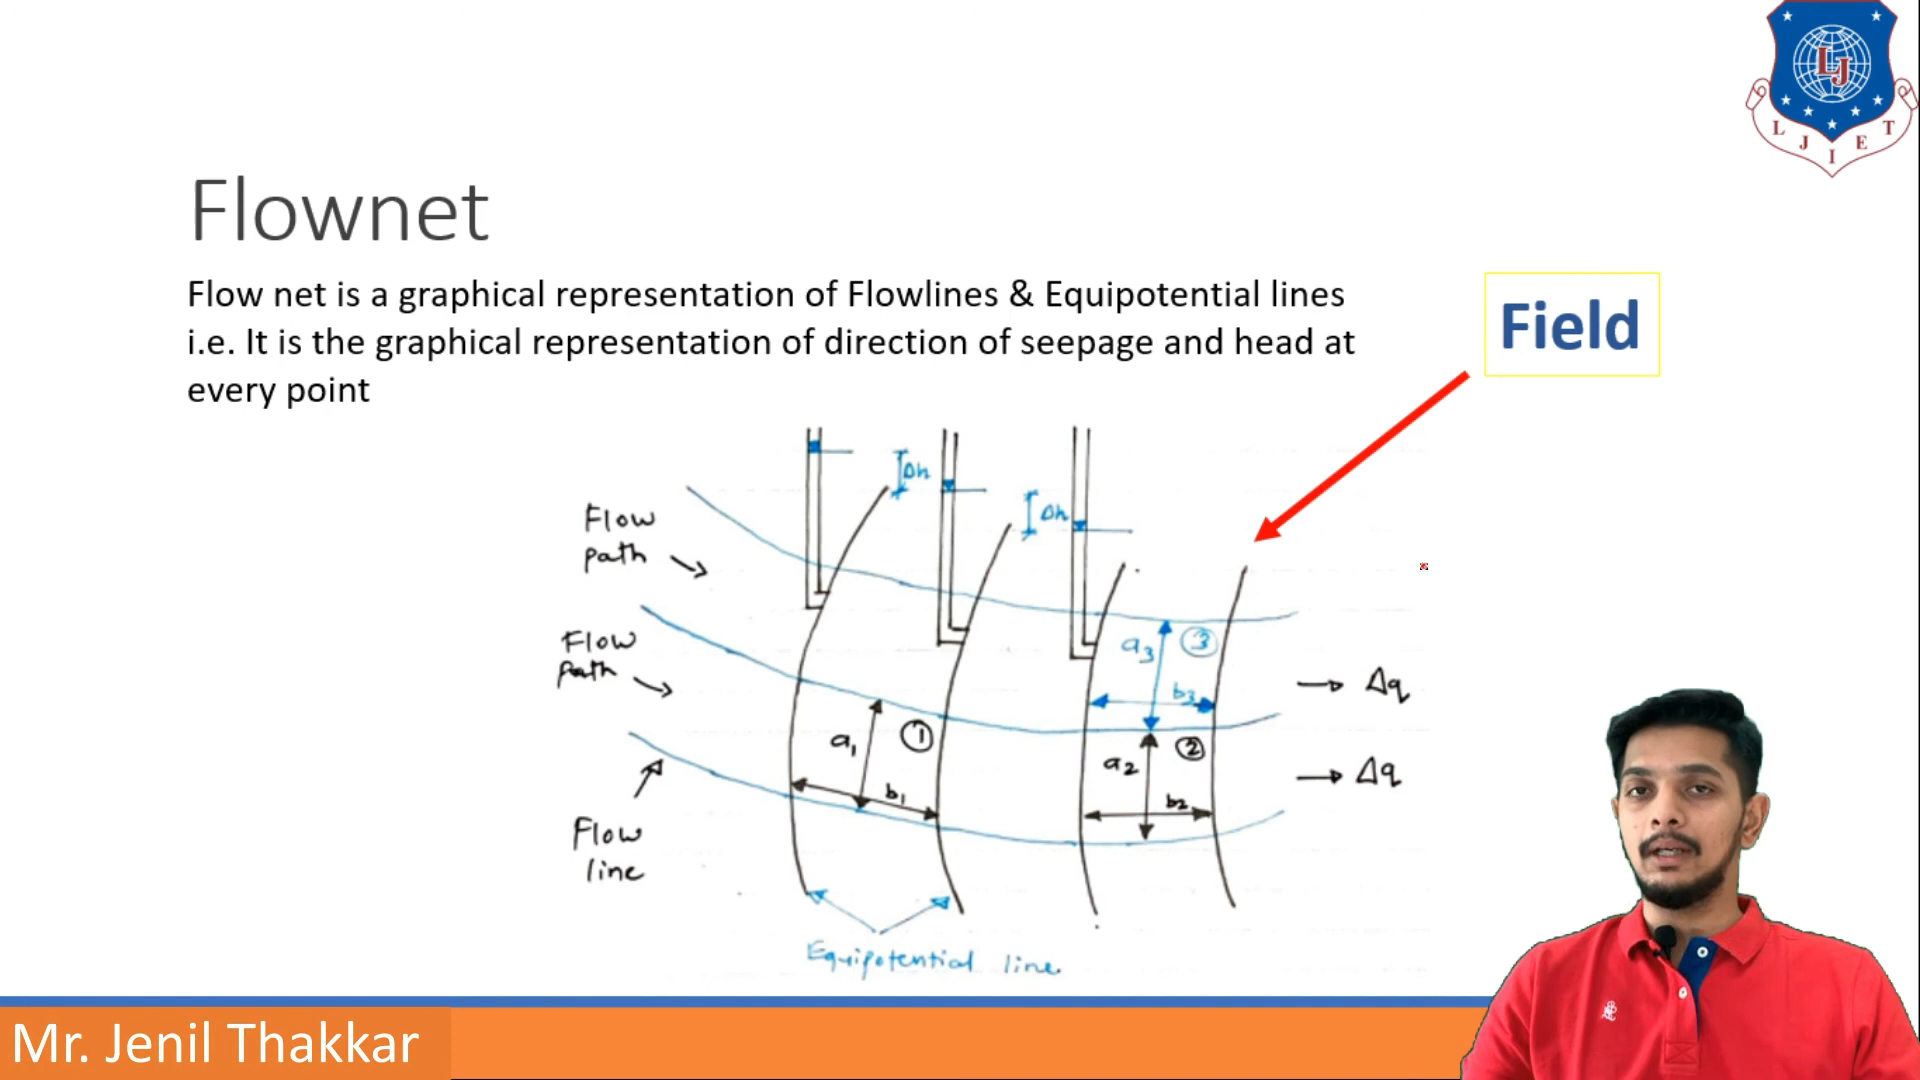 L J I E T
LJ
Flownet
Flow net is a graphical representation of Flowlines & Equipotential lines
i.e. It is the graphical representation of direction of seepage and head at
every point
Field
Δh
Δh
Flow
path
Flow
path
Flow
line
a₁
①
b₁
a₃
③
b₃
a₂
②
b₂
Δq
Δq
Equipotential line
Mr. Jenil Thakkar